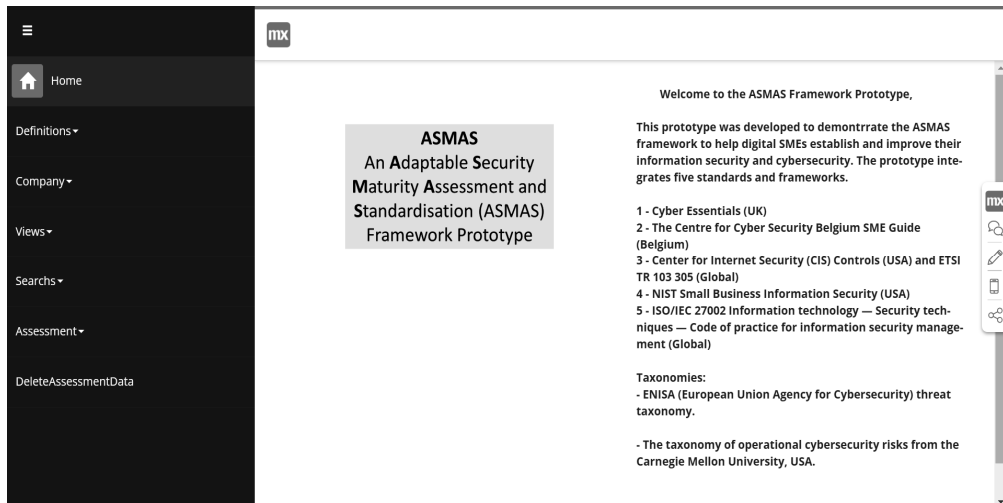 mx
Home
Definitions
Company
Views
Searchs
Assessment
DeleteAssessmentData
ASMAS
An Adaptable Security
Maturity Assessment and
Standardisation (ASMAS)
Framework Prototype
Welcome to the ASMAS Framework Prototype,
This prototype was developed to demontrrate the ASMAS
framework to help digital SMEs establish and improve their
information security and cybersecurity. The prototype inte-
grates five standards and frameworks.
1 - Cyber Essentials (UK)
2 - The Centre for Cyber Security Belgium SME Guide
(Belgium)
3 - Center for Internet Security (CIS) Controls (USA) and ETSI
TR 103 305 (Global)
4 - NIST Small Business Information Security (USA)
5 - ISO/IEC 27002 Information technology — Security tech-
niques — Code of practice for information security manage-
ment (Global)
Taxonomies:
- ENISA (European Union Agency for Cybersecurity) threat
taxonomy.
- The taxonomy of operational cybersecurity risks from the
Carnegie Mellon University, USA.
mx